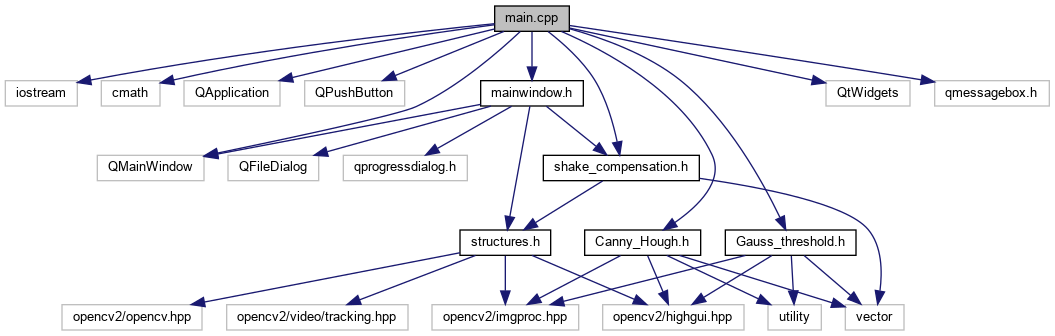 main.cpp
iostream
cmath
QApplication
QPushButton
mainwindow.h
QtWidgets
qmessagebox.h
QMainWindow
QFileDialog
qprogressdialog.h
shake_compensation.h
structures.h
Canny_Hough.h
Gauss_threshold.h
opencv2/opencv.hpp
opencv2/video/tracking.hpp
opencv2/imgproc.hpp
opencv2/highgui.hpp
utility
vector